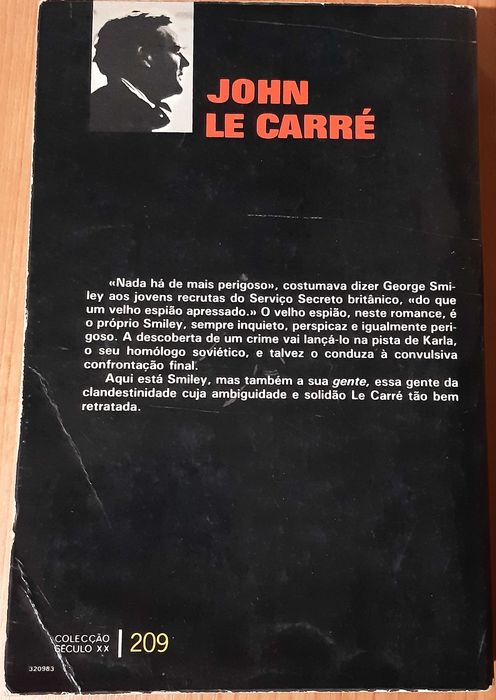 JOHN
LE CARRÉ
«Nada há de mais perigoso», costumava dizer George Smi-
ley aos jovens recrutas do Serviço Secreto britânico, «do que
um velho espião apressado.» O velho espião, neste romance, é
o próprio Smiley, sempre inquieto, perspicaz e igualmente peri-
goso. A descoberta de um crime vai lançá-lo na pista de Karla,
o seu homólogo soviético, e talvez o conduza à convulsiva
confrontação final.
Aqui está Smiley, mas também a sua gente, essa gente da
clandestinidade cuja ambiguidade e solidão Le Carré tão bem
retratada.
COLECÇÃO
SÉCULO XX | 209
320983